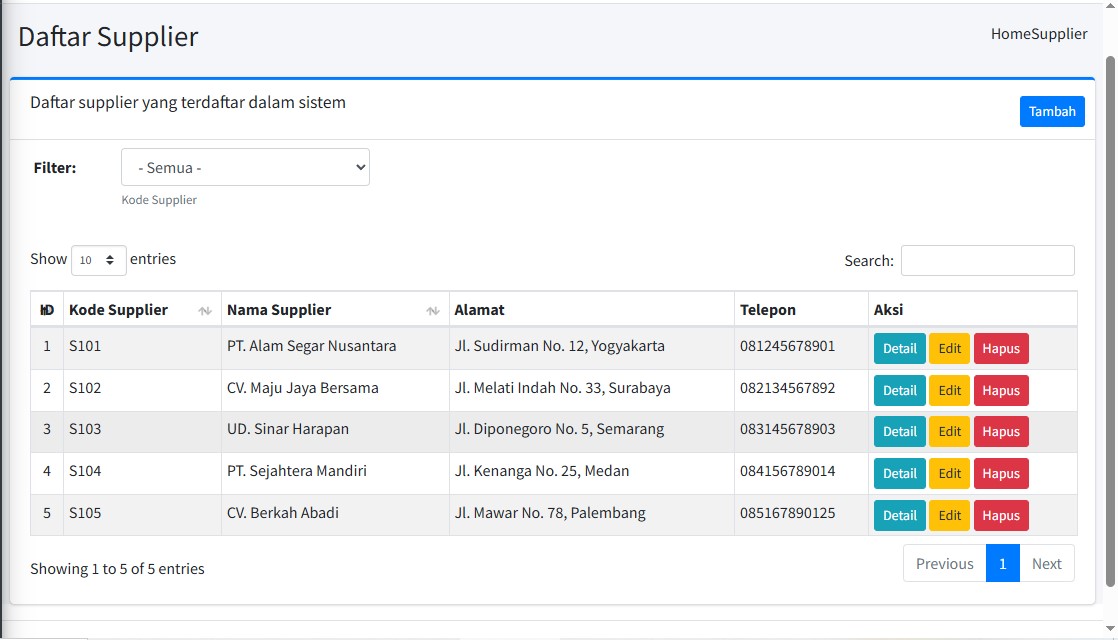 Daftar Supplier
HomeSupplier
Daftar supplier yang terdaftar dalam sistem
Tambah
Filter:
- Semua -
Kode Supplier
Show 10 entries
Search:
ID Kode Supplier Nama Supplier Alamat Telepon Aksi
1 S101 PT. Alam Segar Nusantara Jl. Sudirman No. 12, Yogyakarta 081245678901 Detail Edit Hapus
2 S102 CV. Maju Jaya Bersama Jl. Melati Indah No. 33, Surabaya 082134567892 Detail Edit Hapus
3 S103 UD. Sinar Harapan Jl. Diponegoro No. 5, Semarang 083145678903 Detail Edit Hapus
4 S104 PT. Sejahtera Mandiri Jl. Kenanga No. 25, Medan 084156789014 Detail Edit Hapus
5 S105 CV. Berkah Abadi Jl. Mawar No. 78, Palembang 085167890125 Detail Edit Hapus
Showing 1 to 5 of 5 entries
Previous 1 Next